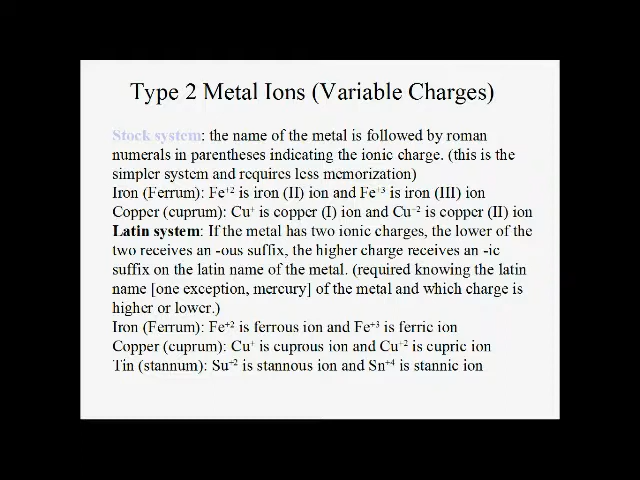 Type 2 Metal Ions (Variable Charges)
Stock system: the name of the metal is followed by roman
numerals in parentheses indicating the ionic charge. (this is the
simpler system and requires less memorization)
Iron (Ferrum): Fe⁺² is iron (II) ion and Fe⁺³ is iron (III) ion
Copper (cuprum): Cu⁺ is copper (I) ion and Cu⁺² is copper (II) ion
Latin system: If the metal has two ionic charges, the lower of the
two receives an -ous suffix, the higher charge receives an -ic
suffix on the latin name of the metal. (required knowing the latin
name [one exception, mercury] of the metal and which charge is
higher or lower.)
Iron (Ferrum): Fe⁺² is ferrous ion and Fe⁺³ is ferric ion
Copper (cuprum): Cu⁺ is cuprous ion and Cu⁺² is cupric ion
Tin (stannum): Su⁺² is stannous ion and Sn⁺⁴ is stannic ion